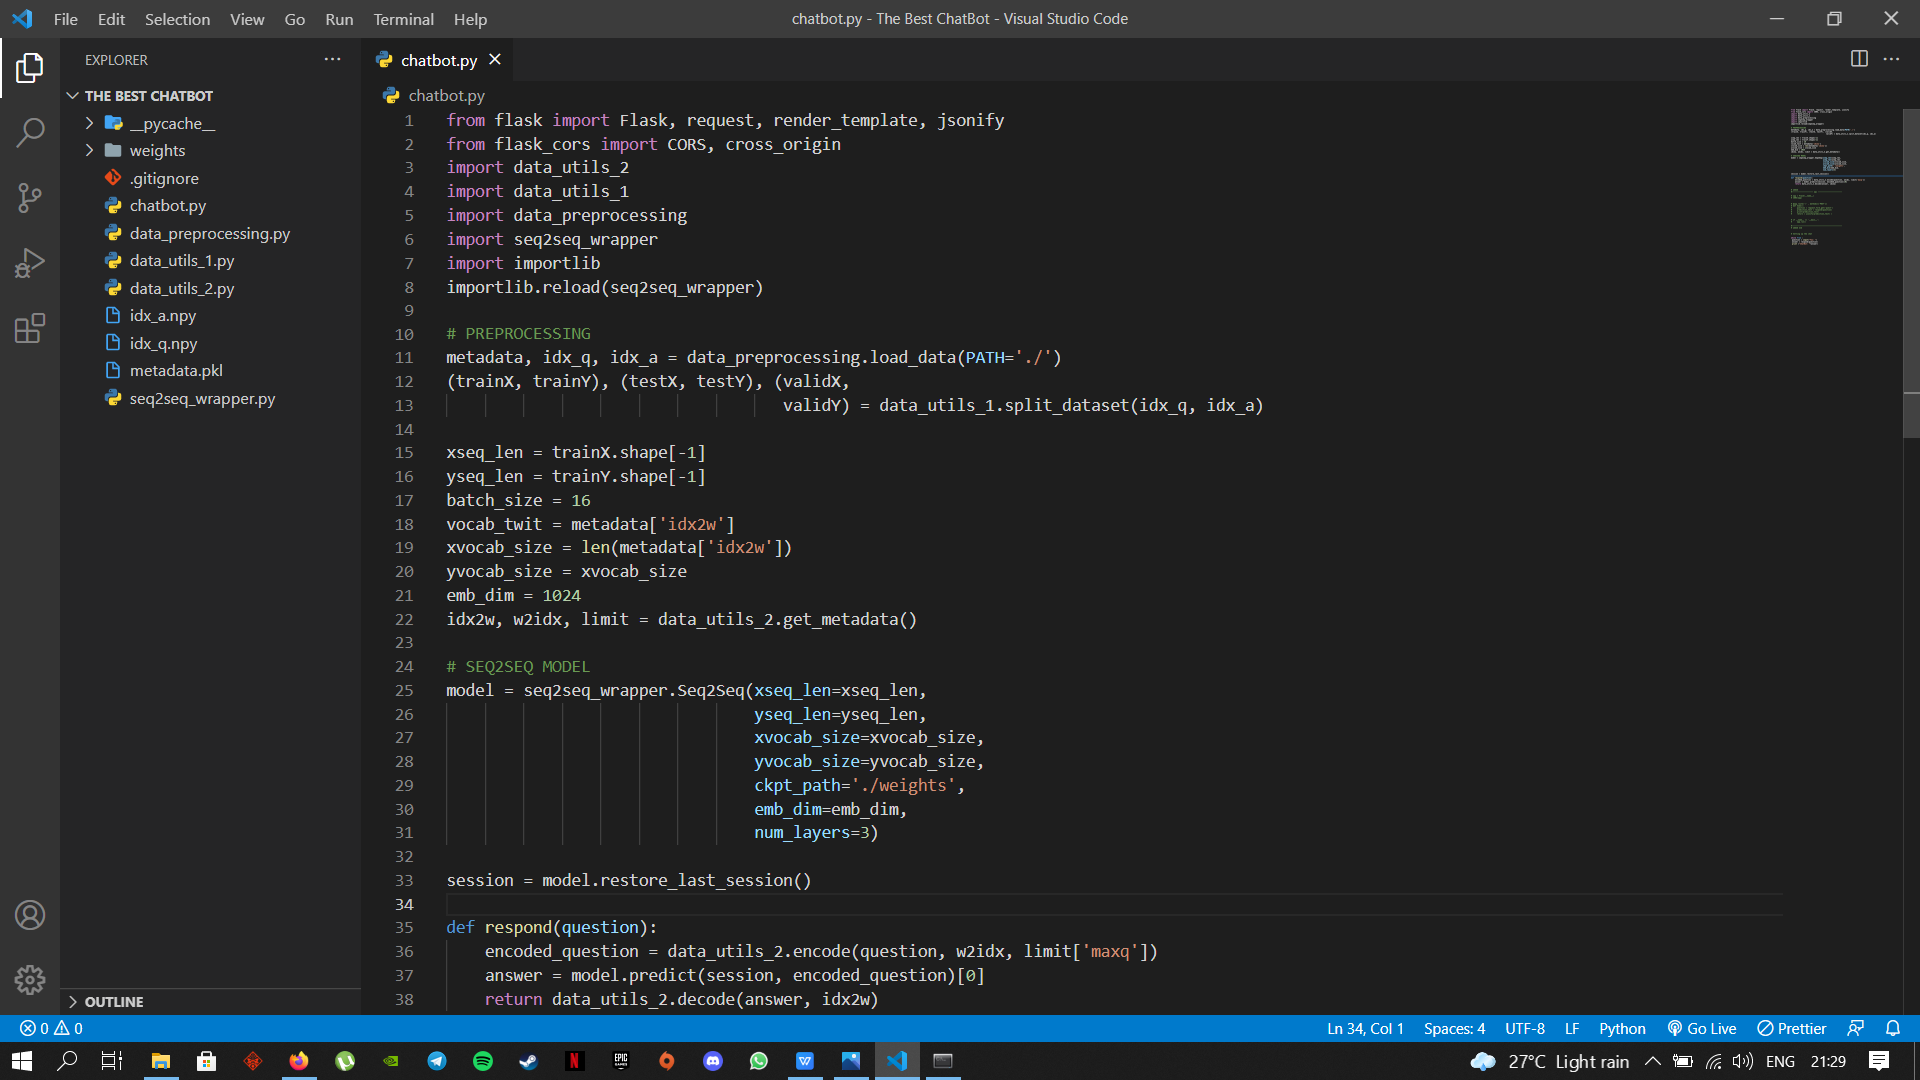 File Edit Selection View Go Run Terminal Help
chatbot.py - The Best ChatBot - Visual Studio Code
EXPLORER
THE BEST CHATBOT
__pycache__
weights
.gitignore
chatbot.py
data_preprocessing.py
data_utils_1.py
data_utils_2.py
idx_a.npy
idx_q.npy
metadata.pkl
seq2seq_wrapper.py
OUTLINE
chatbot.py
chatbot.py
1 from flask import Flask, request, render_template, jsonify
2 from flask_cors import CORS, cross_origin
3 import data_utils_2
4 import data_utils_1
5 import data_preprocessing
6 import seq2seq_wrapper
7 import importlib
8 importlib.reload(seq2seq_wrapper)
9
10 # PREPROCESSING
11 metadata, idx_q, idx_a = data_preprocessing.load_data(PATH='./')
12 (trainX, trainY), (testX, testY), (validX,
13 validY) = data_utils_1.split_dataset(idx_q, idx_a)
14
15 xseq_len = trainX.shape[-1]
16 yseq_len = trainY.shape[-1]
17 batch_size = 16
18 vocab_twit = metadata['idx2w']
19 xvocab_size = len(metadata['idx2w'])
20 yvocab_size = xvocab_size
21 emb_dim = 1024
22 idx2w, w2idx, limit = data_utils_2.get_metadata()
23
24 # SEQ2SEQ MODEL
25 model = seq2seq_wrapper.Seq2Seq(xseq_len=xseq_len,
26 yseq_len=yseq_len,
27 xvocab_size=xvocab_size,
28 yvocab_size=yvocab_size,
29 ckpt_path='./weights',
30 emb_dim=emb_dim,
31 num_layers=3)
32
33 session = model.restore_last_session()
34
35 def respond(question):
36 encoded_question = data_utils_2.encode(question, w2idx, limit['maxq'])
37 answer = model.predict(session, encoded_question)[0]
38 return data_utils_2.decode(answer, idx2w)
0 0
Ln 34, Col 1 Spaces: 4 UTF-8 LF Python Go Live Prettier
N EPIC GAMES W
27°C Light rain ENG 21:29